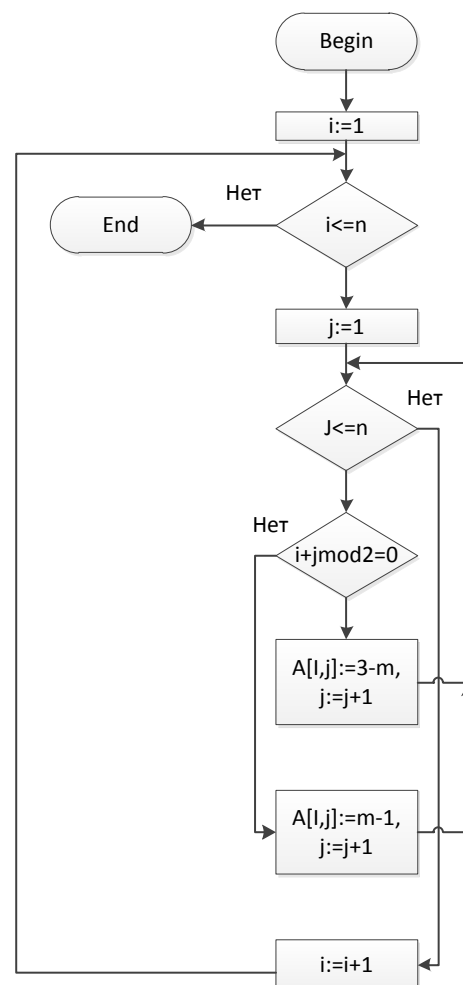 Begin
i:=1
Нет
i<=n
End
j:=1
Нет
J<=n
Нет
i+jmod2=0
A[I,j]:=3-m,
j:=j+1
A[I,j]:=m-1,
j:=j+1
i:=i+1